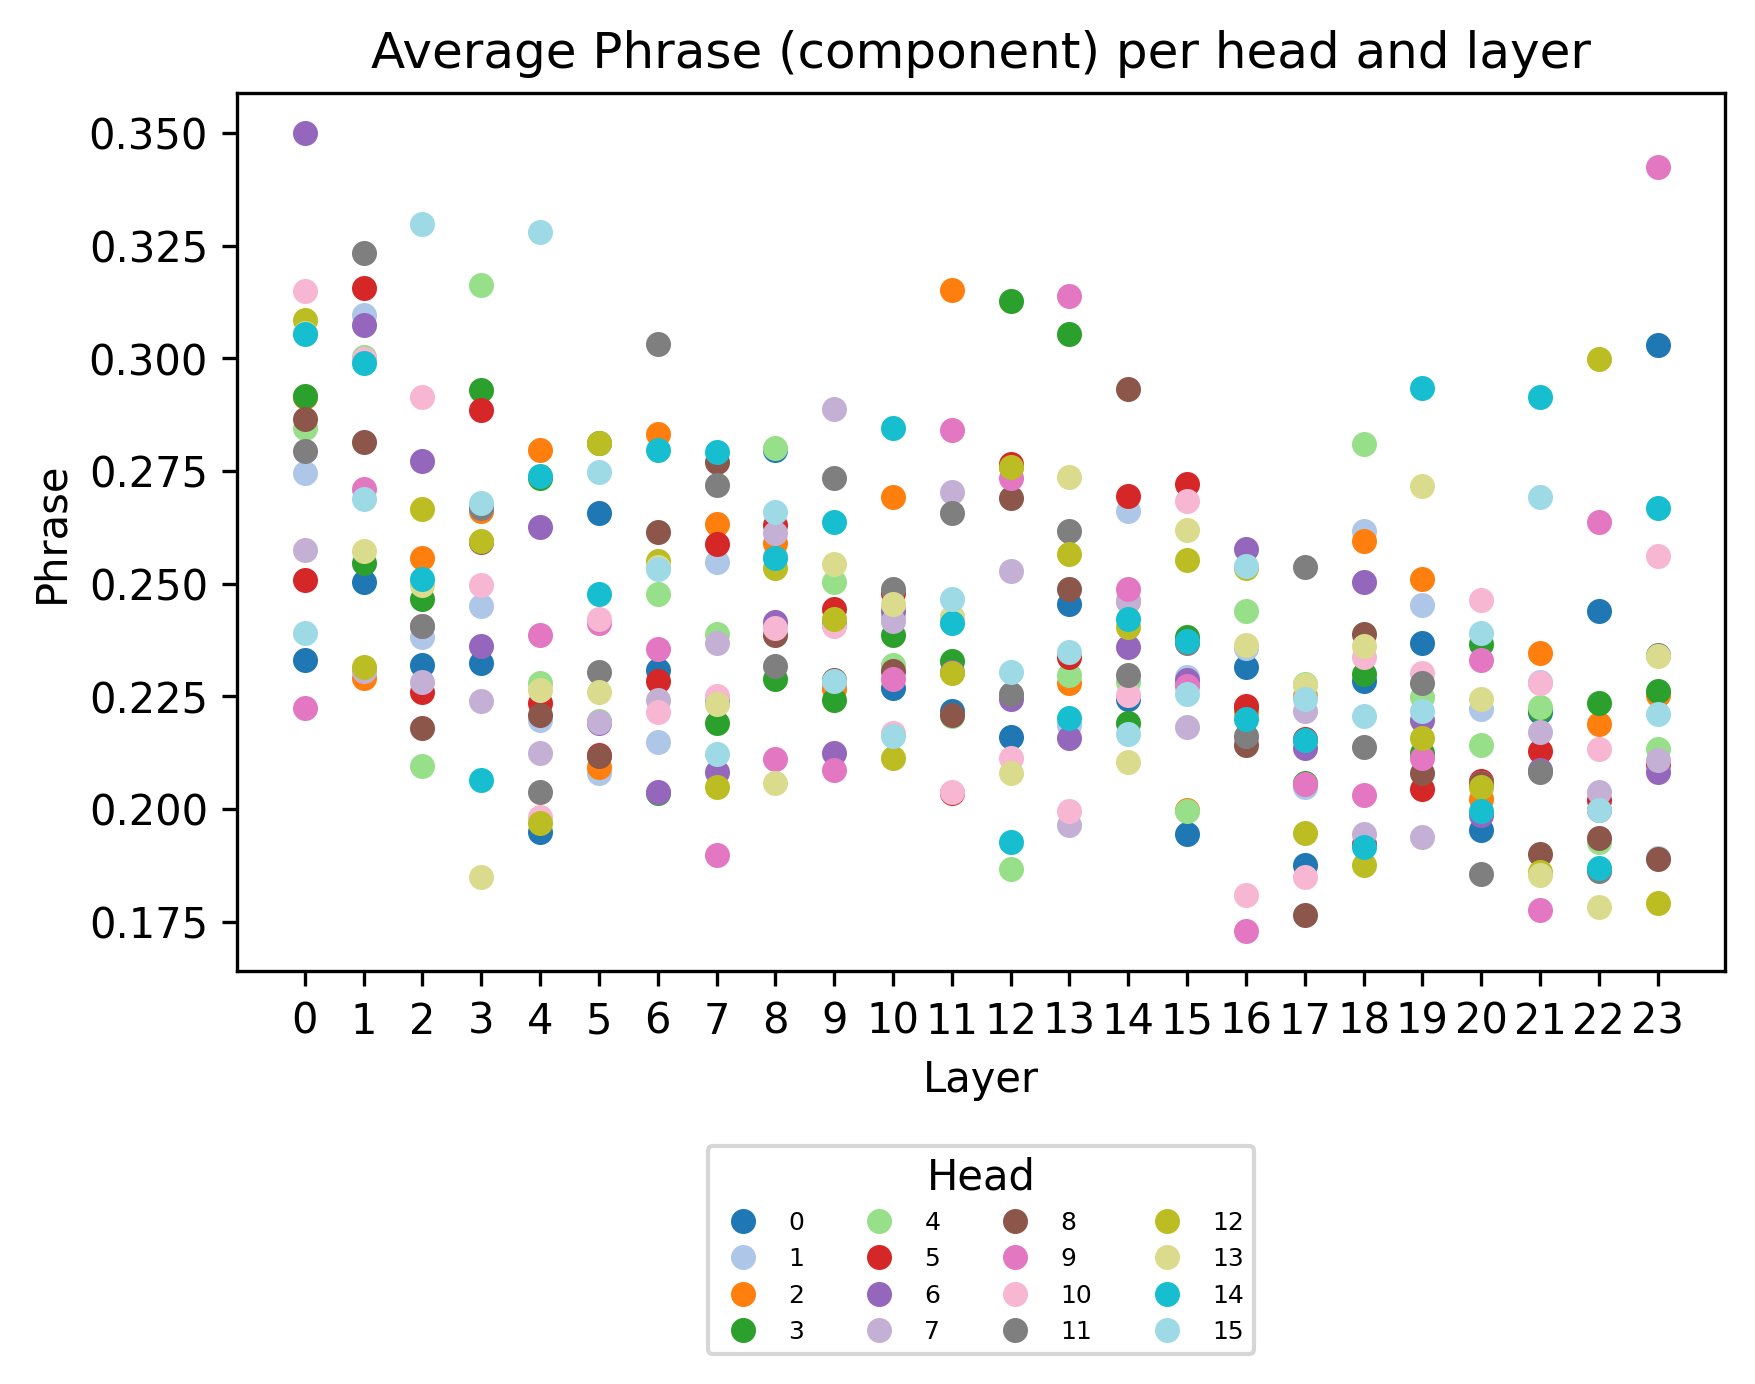 Average Phrase (component) per head and layer
0.350
0.325
0.300
0.275
0.250
0.225
0.200
0.175
Phrase
0 1 2 3 4 5 6 7 8 9 10 11 12 13 14 15 16 17 18 19 20 21 22 23
Layer
Head
0 4 8 12
1 5 9 13
2 6 10 14
3 7 11 15